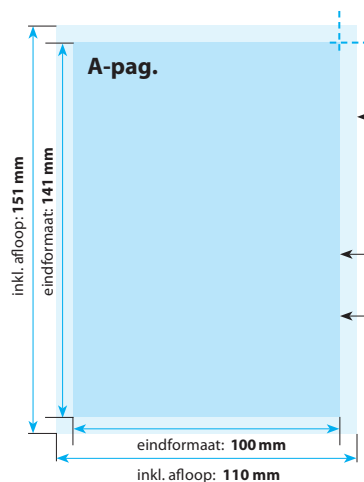 A-pag.
inkl. afloop: 151 mm
eindformaat: 141 mm
eindformaat: 100 mm
inkl. afloop: 110 mm